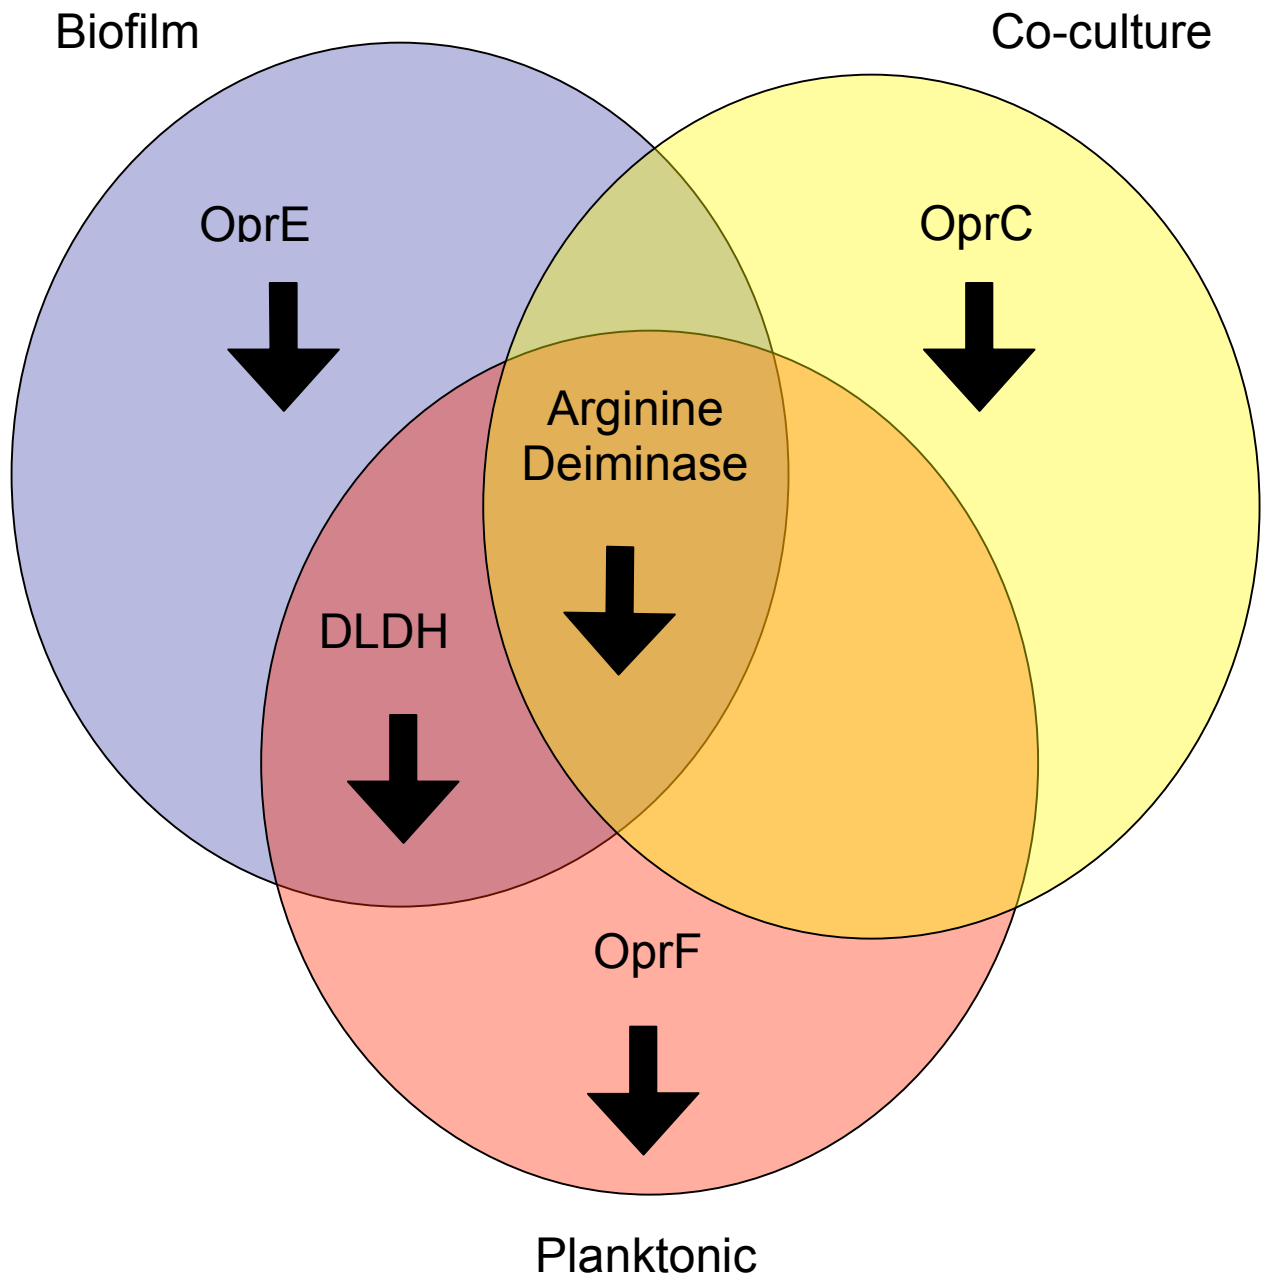 Biofilm
Co-culture
OprE
OprC
Arginine
Deiminase
DLDH
OprF
Planktonic